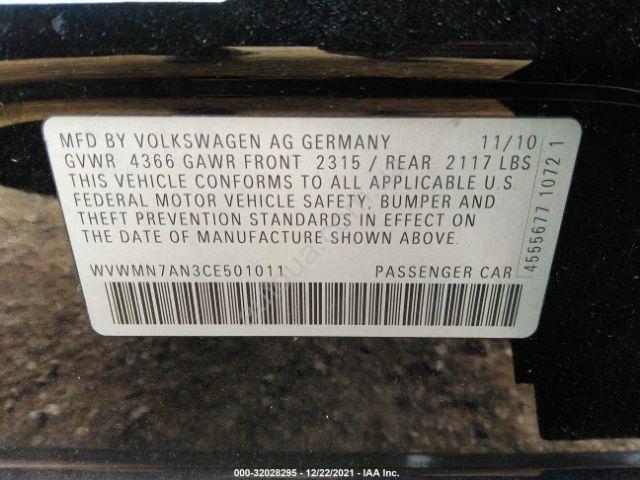 MFD BY VOLKSWAGEN AG GERMANY 11/10
GVWR 4366 GAWR FRONT 2315 / REAR 2117 LBS
THIS VEHICLE CONFORMS TO ALL APPLICABLE U.S.
FEDERAL MOTOR VEHICLE SAFETY, BUMPER AND
THEFT PREVENTION STANDARDS IN EFFECT ON
THE DATE OF MANUFACTURE SHOWN ABOVE.
WVWMN7AN3CE501011 PASSENGER CAR
4555677 10721
000-32028295 - 12/22/2021 - IAA Inc.